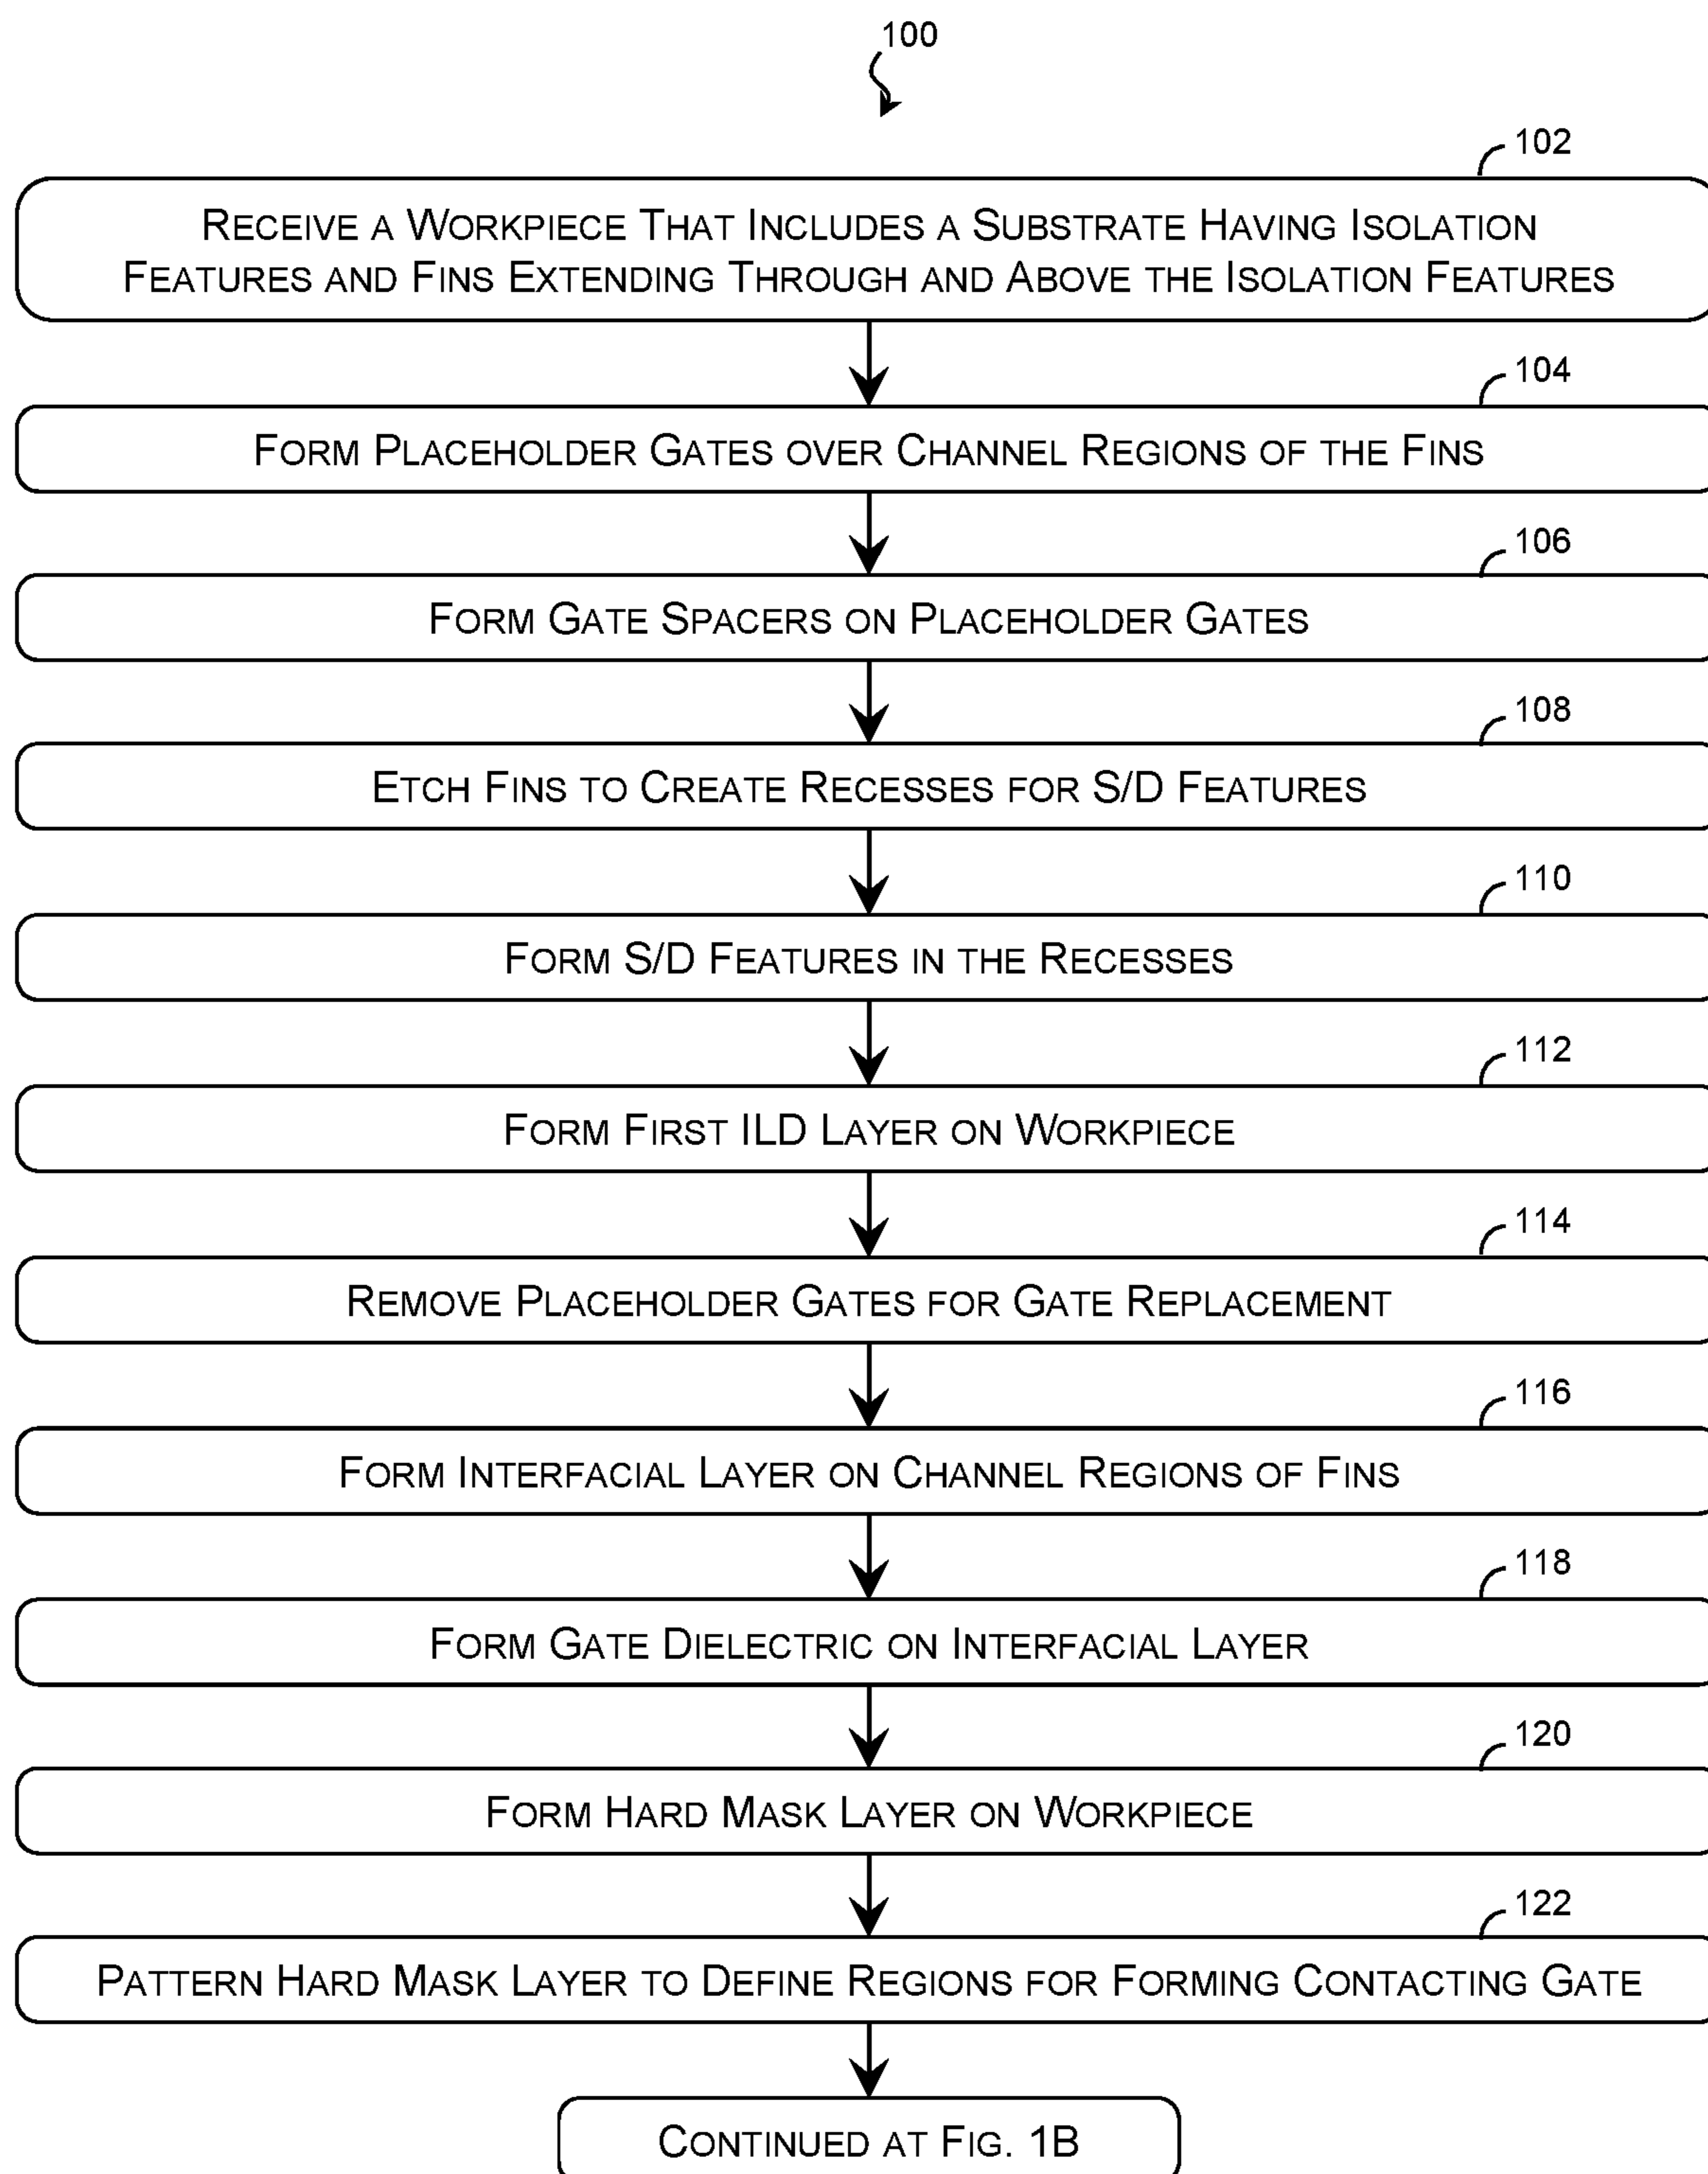 100
102
RECEIVE A WORKPIECE THAT INCLUDES A SUBSTRATE HAVING ISOLATION
FEATURES AND FINS EXTENDING THROUGH AND ABOVE THE ISOLATION FEATURES
104
FORM PLACEHOLDER GATES OVER CHANNEL REGIONS OF THE FINS
106
FORM GATE SPACERS ON PLACEHOLDER GATES
108
ETCH FINS TO CREATE RECESSES FOR S/D FEATURES
110
FORM S/D FEATURES IN THE RECESSES
112
FORM FIRST ILD LAYER ON WORKPIECE
114
REMOVE PLACEHOLDER GATES FOR GATE REPLACEMENT
116
FORM INTERFACIAL LAYER ON CHANNEL REGIONS OF FINS
118
FORM GATE DIELECTRIC ON INTERFACIAL LAYER
120
FORM HARD MASK LAYER ON WORKPIECE
122
PATTERN HARD MASK LAYER TO DEFINE REGIONS FOR FORMING CONTACTING GATE
CONTINUED AT FIG. 1B